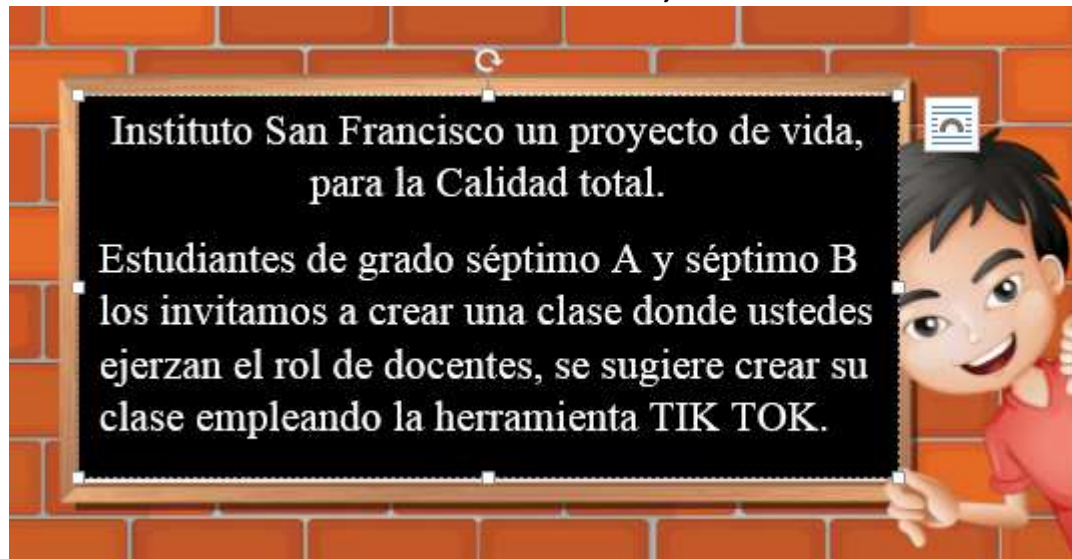 Instituto San Francisco un proyecto de vida,
para la Calidad total.
Estudiantes de grado séptimo A y séptimo B
los invitamos a crear una clase donde ustedes
ejerzan el rol de docentes, se sugiere crear su
clase empleando la herramienta TIK TOK.